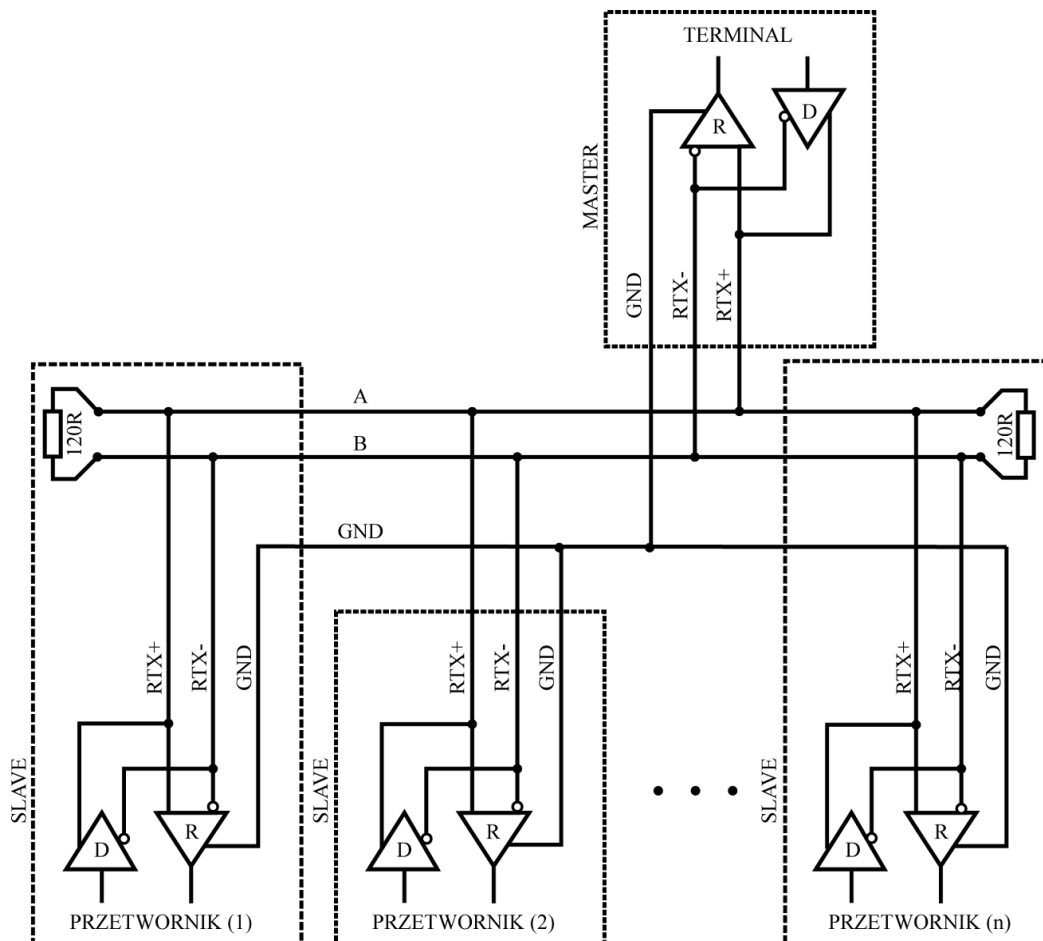 TERMINAL
R
D
MASTER
GND
RTX-
RTX+
A
120R
B
120R
GND
RTX+
RTX-
GND
RTX+
RTX-
GND
RTX+
RTX-
GND
SLAVE
SLAVE
SLAVE
D
R
D
R
D
R
PRZETWORNIK (1)
PRZETWORNIK (2)
PRZETWORNIK (n)